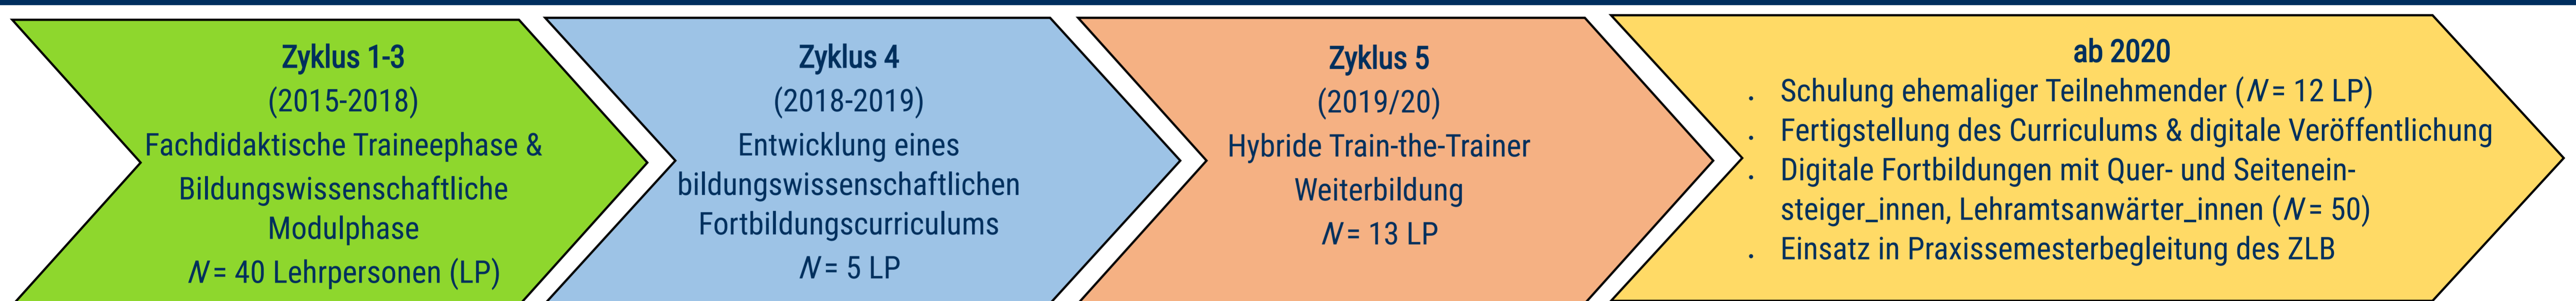 Zyklus 1-3
(2015-2018)
Fachdidaktische Traineephase &
Bildungswissenschaftliche
Modulphase
N = 40 Lehrpersonen (LP)
Zyklus 4
(2018-2019)
Entwicklung eines
bildungswissenschaftlichen
Fortbildungscurriculums
N = 5 LP
Zyklus 5
(2019/20)
Hybride Train-the-Trainer
Weiterbildung
N = 13 LP
ab 2020
• Schulung ehemaliger Teilnehmender (N = 12 LP)
• Fertigstellung des Curriculums & digitale Veröffentlichung
• Digitale Fortbildungen mit Quer- und Seitenein-
steiger_innen, Lehramtsanwärter_innen (N = 50)
• Einsatz in Praxissemesterbegleitung des ZLB